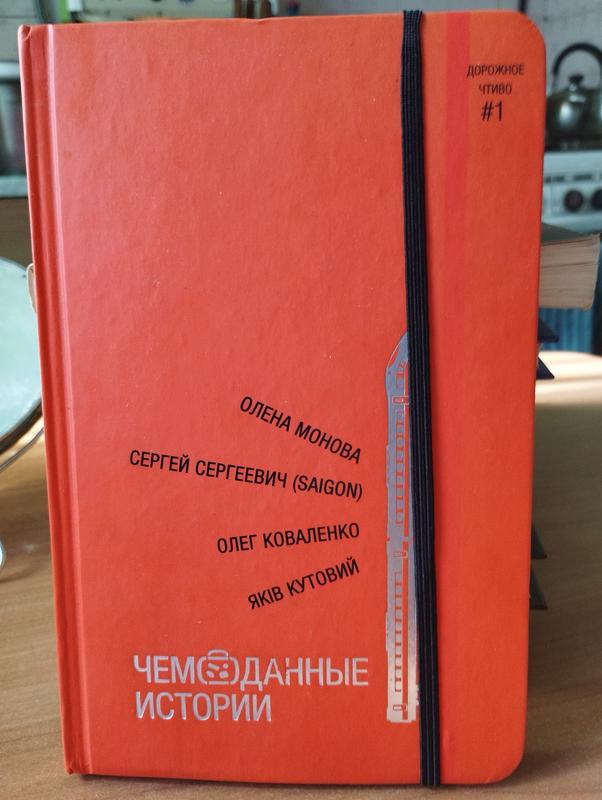 ДОРОЖНОЕ
ЧТИВО
#1
ОЛЕНА МОНОВА
СЕРГЕЙ СЕРГЕЕВИЧ (SAIGON)
ОЛЕГ КОВАЛЕНКО
ЯКІВ КУТОВИЙ
ЧЕМОДАННЫЕ
ИСТОРИИ